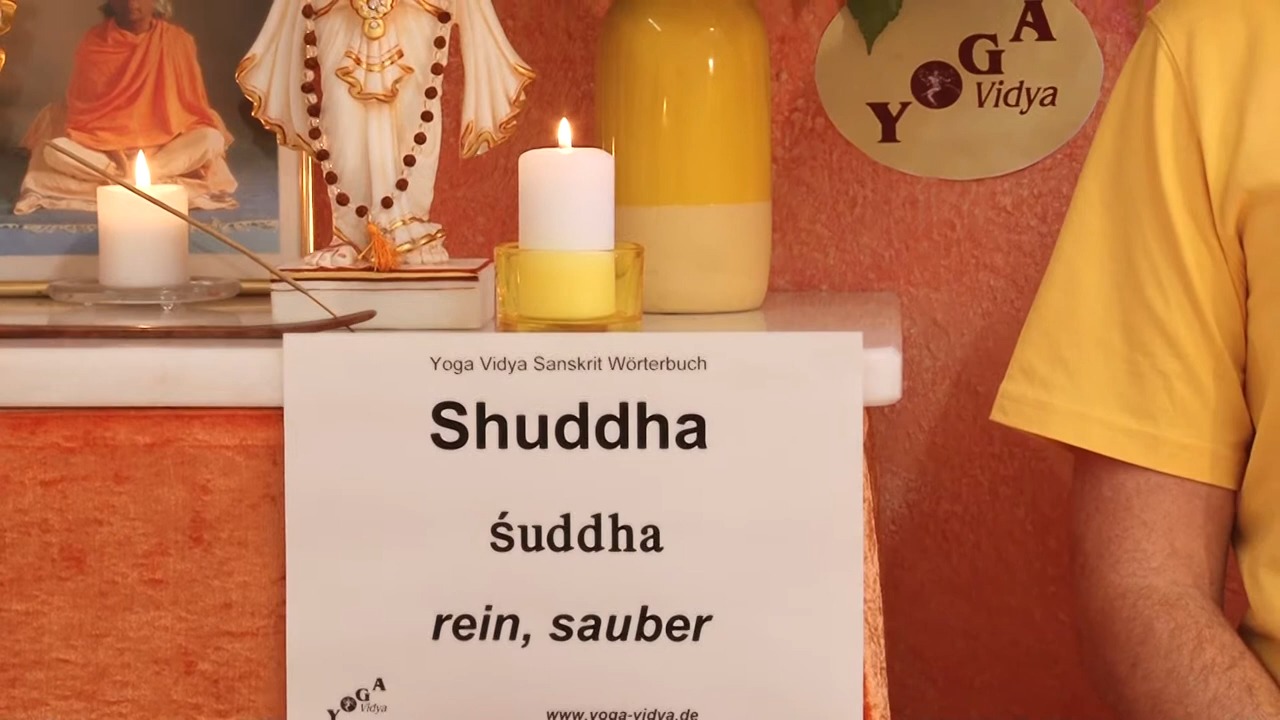 YOGA
Vidya
Yoga Vidya Sanskrit Wörterbuch
Shuddha
śuddha
rein, sauber
YOGA
Vidya
www.yoga-vidya.de